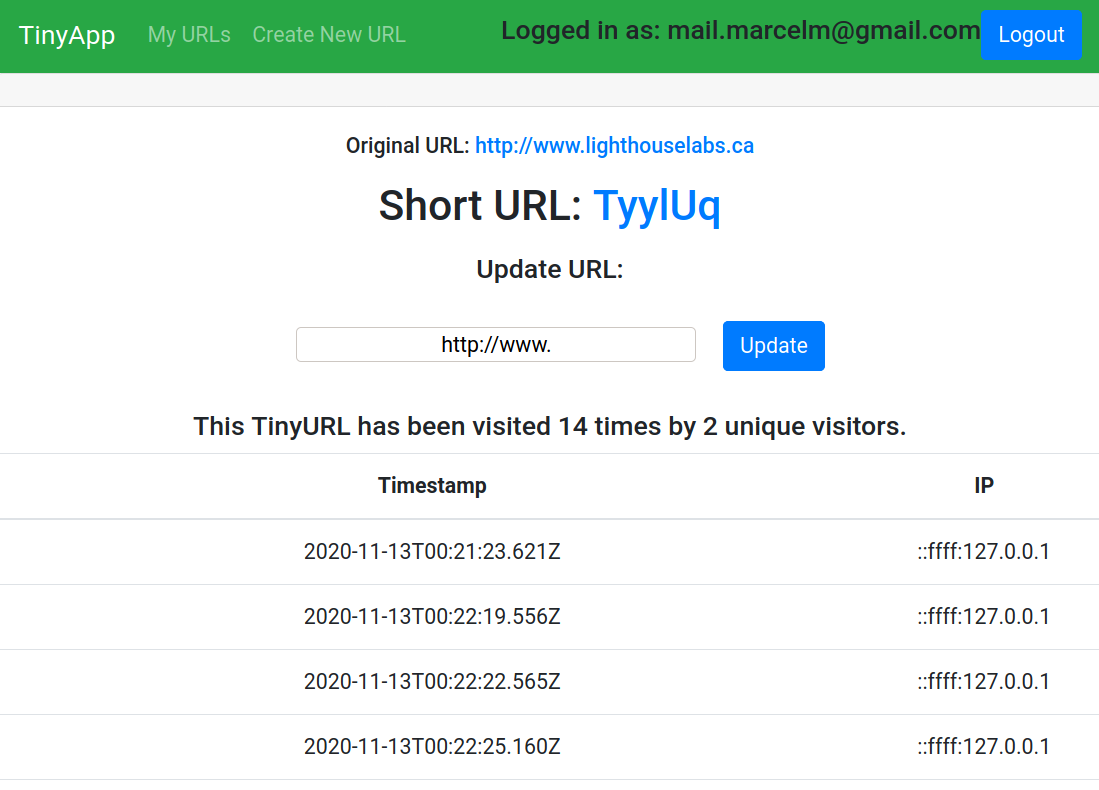 TinyApp My URLs Create New URL Logged in as: mail.marcelm@gmail.com Logout
Original URL: http://www.lighthouselabs.ca
Short URL: TyylUq
Update URL:
http://www. Update
This TinyURL has been visited 14 times by 2 unique visitors.
Timestamp IP
2020-11-13T00:21:23.621Z ::ffff:127.0.0.1
2020-11-13T00:22:19.556Z ::ffff:127.0.0.1
2020-11-13T00:22:22.565Z ::ffff:127.0.0.1
2020-11-13T00:22:25.160Z ::ffff:127.0.0.1